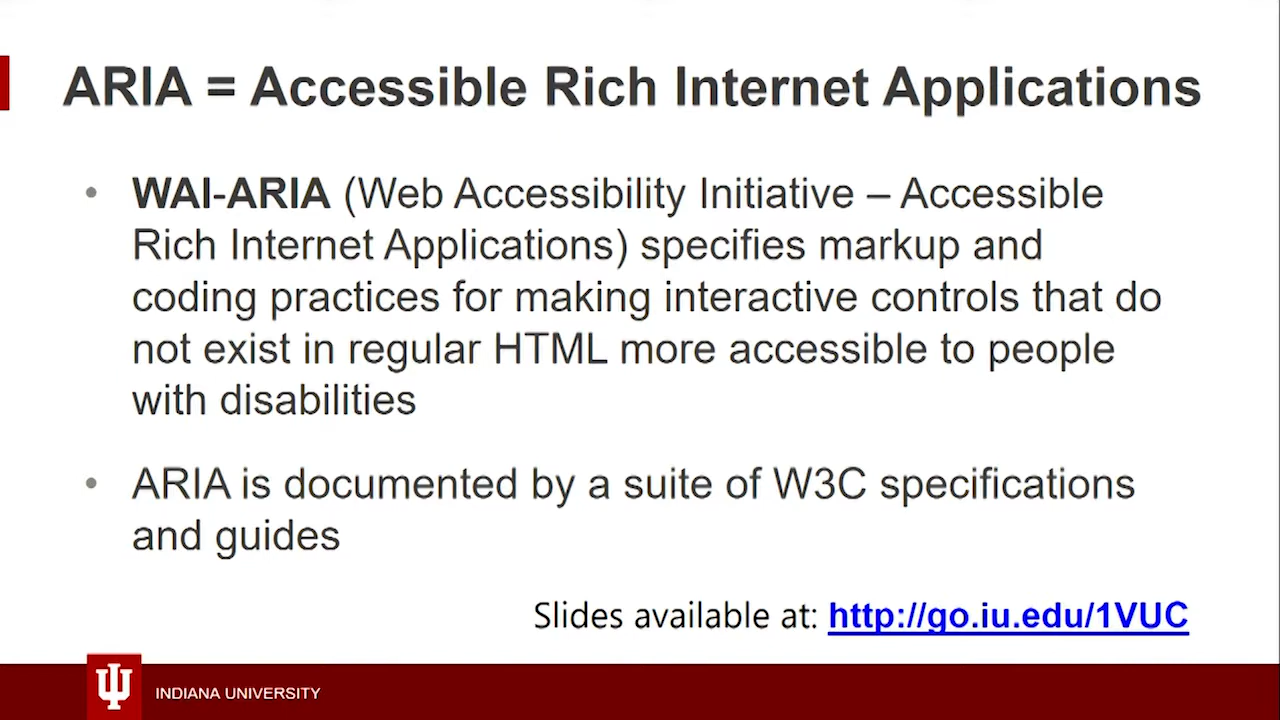 ARIA = Accessible Rich Internet Applications
• WAI-ARIA (Web Accessibility Initiative – Accessible
Rich Internet Applications) specifies markup and
coding practices for making interactive controls that do
not exist in regular HTML more accessible to people
with disabilities
• ARIA is documented by a suite of W3C specifications
and guides
Slides available at: http://go.iu.edu/1VUC
INDIANA UNIVERSITY